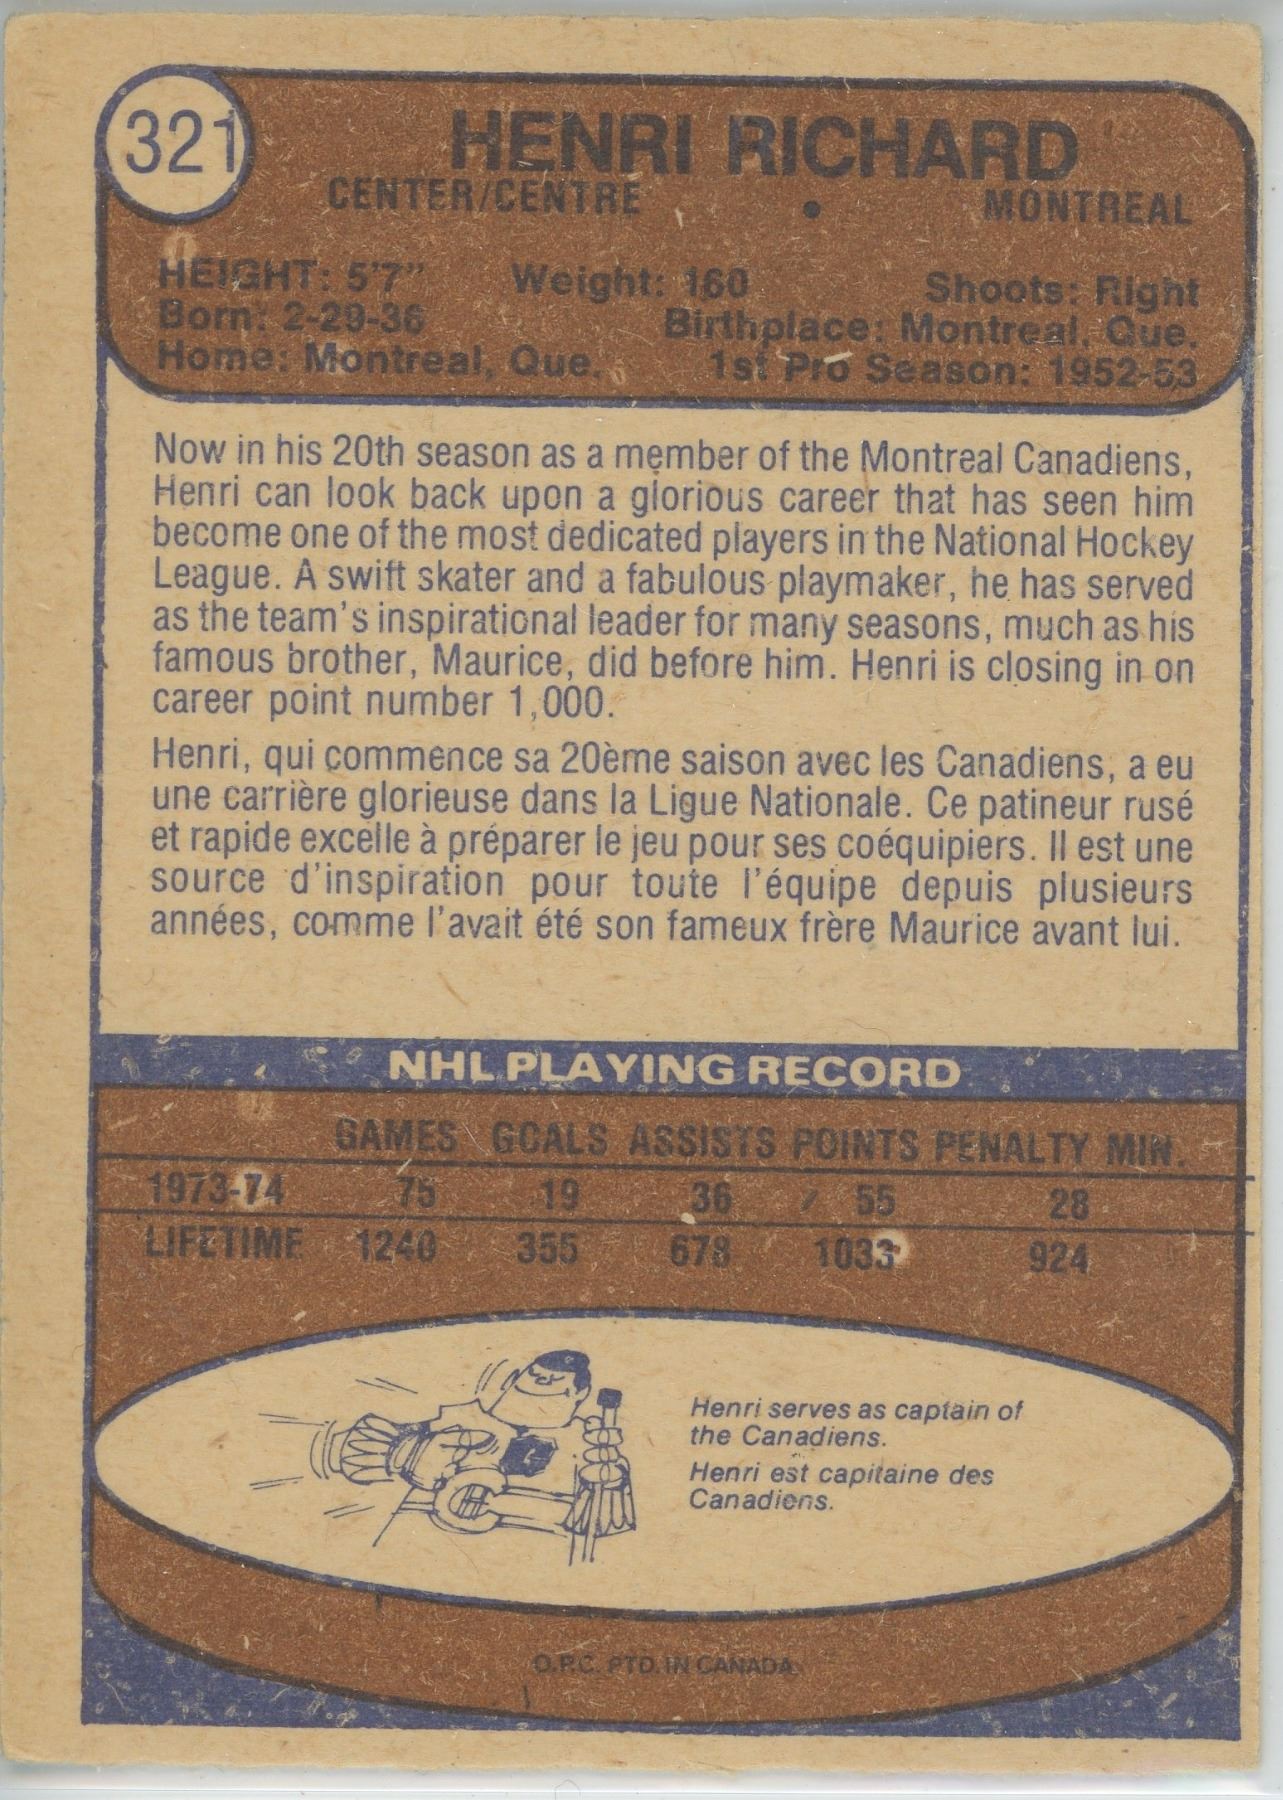 321
HENRI RICHARD
CENTER/CENTRE • MONTREAL
HEIGHT: 5'7" Weight: 160 Shoots: Right
Born: 2-29-36 Birthplace: Montreal, Que.
Home: Montreal, Que. 1st Pro Season: 1952-53
Now in his 20th season as a member of the Montreal Canadiens,
Henri can look back upon a glorious career that has seen him
become one of the most dedicated players in the National Hockey
League. A swift skater and a fabulous playmaker, he has served
as the team's inspirational leader for many seasons, much as his
famous brother, Maurice, did before him. Henri is closing in on
career point number 1,000.
Henri, qui commence sa 20ème saison avec les Canadiens, a eu
une carrière glorieuse dans la Ligue Nationale. Ce patineur rusé
et rapide excelle à préparer le jeu pour ses coéquipiers. Il est une
source d'inspiration pour toute l'équipe depuis plusieurs
années, comme l'avait été son fameux frère Maurice avant lui.
NHL PLAYING RECORD
GAMES GOALS ASSISTS POINTS PENALTY MIN.
1973-74 75 19 36 55 28
LIFETIME 1240 355 678 1033 924
C
H
Henri serves as captain of
the Canadiens.
Henri est capitaine des
Canadiens.
O.P.C. PTD. IN CANADA